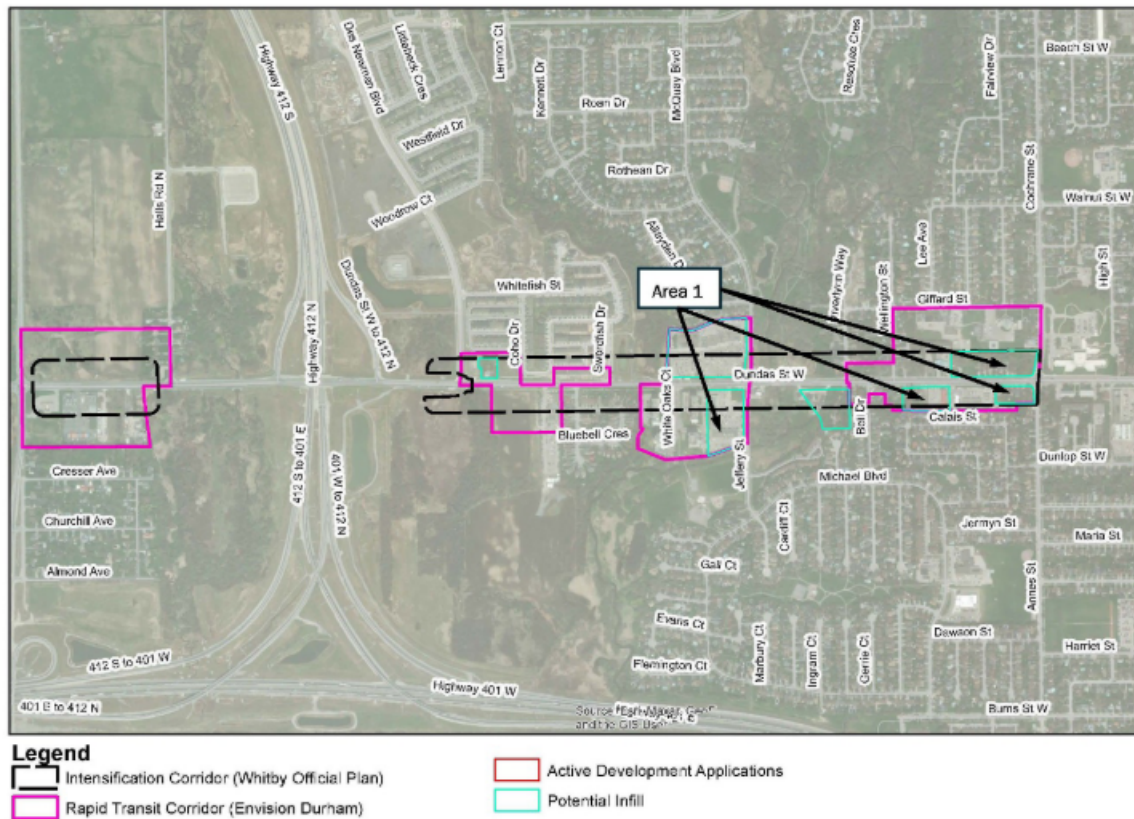 Lennon Ct
Littlebeck Cres
Des Newman Blvd
Highway 412 S
Kennett Dr
McQuay Blvd
Resolute Cres
Fairview Dr
Beech St W
Roen Dr
Westfield Dr
Rothean Dr
Halls Rd N
Woodrow Ct
Cochrane St
Walnut St W
Lee Ave
High St
Dundas St W to 412 N
Whitefish St
Area 1
Wellington St
Giffard St
Highway 412 N
Coho Dr
Swordfish Dr
Dundas St W
White Oaks Ct
Bell Dr
Calais St
Bluebell Cres
Jeffery St
Cresser Ave
412 S to 401 E
401 W to 412 N
Michael Blvd
Dunlop St W
Churchill Ave
Cardiff Ct
Jermyn St
Maria St
Almond Ave
Gall Ct
Annes St
Evans Ct
Marbury Ct
Ingram Ct
Gerrie Ct
Dawson St
Harriet St
412 S to 401 W
Flemington Ct
Highway 401 W
401 E to 412 N
Burns St W
and the GIS User
Legend
Intensification Corridor (Whitby Official Plan)
Active Development Applications
Rapid Transit Corridor (Envision Durham)
Potential Infill